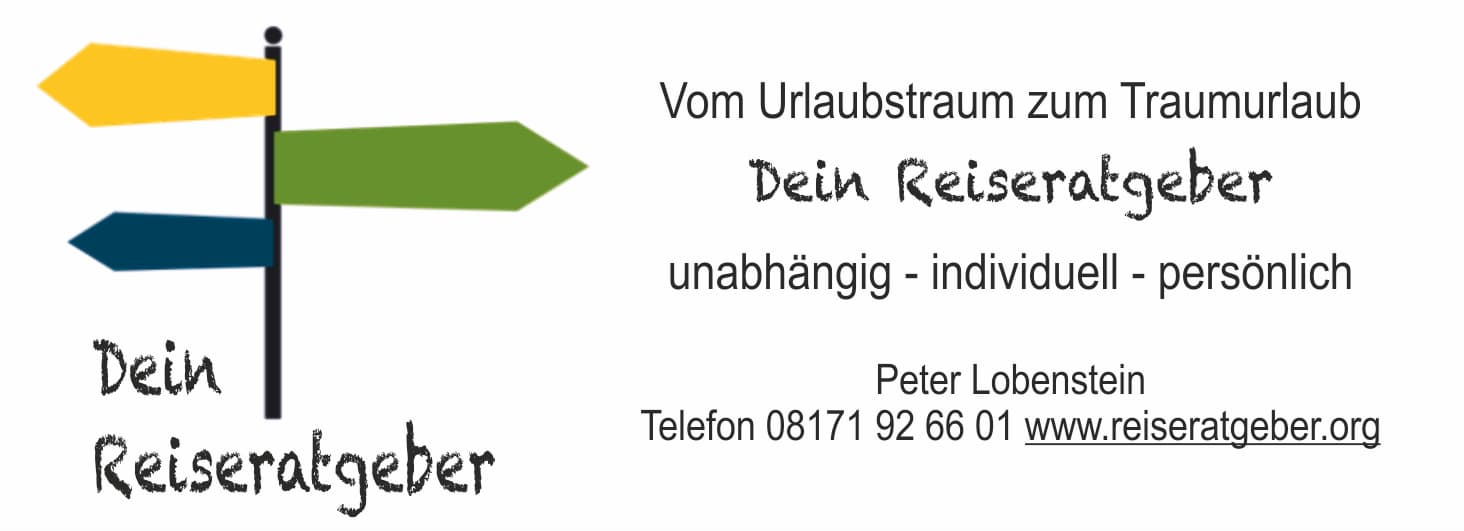 Dein
Reiseratgeber
Vom Urlaubstraum zum Traumurlaub
Dein Reiseratgeber
unabhängig - individuell - persönlich
Peter Lobenstein
Telefon 08171 92 66 01 www.reiseratgeber.org